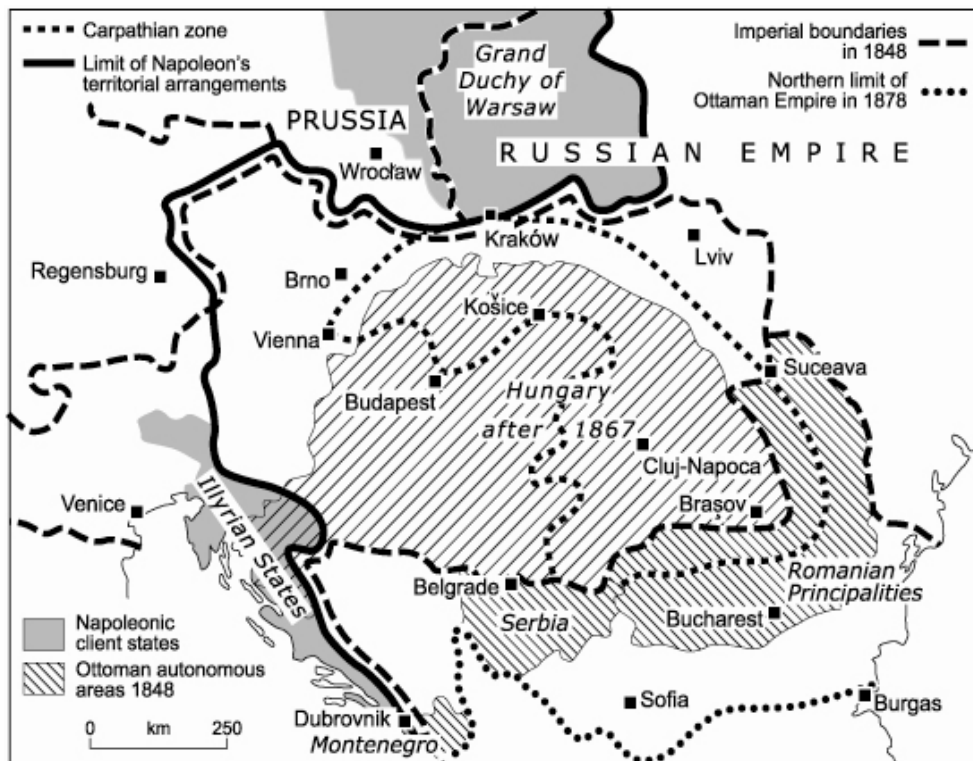 Carpathian zone
Limit of Napoleon's
territorial arrangements
Imperial boundaries
in 1848
Northern limit of
Ottaman Empire in 1878
Grand
Duchy of
Warsaw
PRUSSIA
Wrocław
RUSSIAN EMPIRE
Kraków
Lviv
Regensburg
Brno
Košice
Vienna
Suceava
Budapest
Hungary
after 1867
Cluj-Napoca
Venice
Brasov
Illyrian States
Belgrade
Romanian
Principalities
Serbia
Bucharest
Napoleonic
client states
Ottoman autonomous
areas 1848
0 km 250
Sofia
Burgas
Dubrovnik
Montenegro